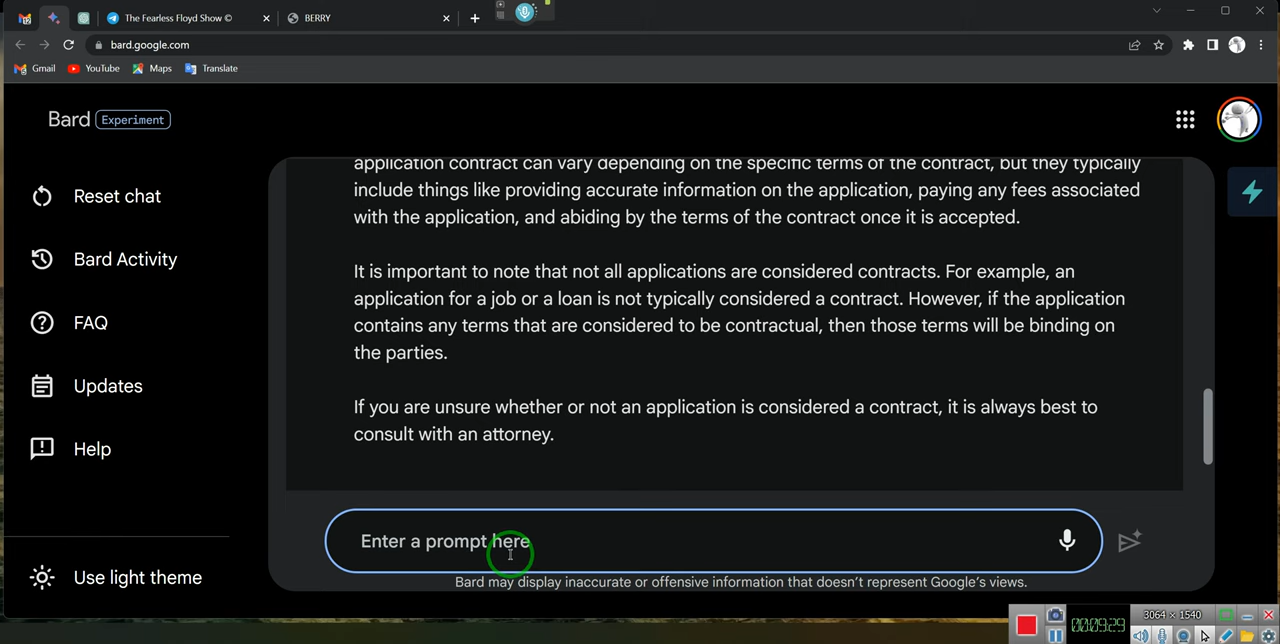 The Fearless Floyd Show ©
BERRY
bard.google.com
Gmail
YouTube
Maps
Translate
Bard
Experiment
Reset chat
Bard Activity
FAQ
Updates
Help
Use light theme
application contract can vary depending on the specific terms of the contract, but they typically
include things like providing accurate information on the application, paying any fees associated
with the application, and abiding by the terms of the contract once it is accepted.
It is important to note that not all applications are considered contracts. For example, an
application for a job or a loan is not typically considered a contract. However, if the application
contains any terms that are considered to be contractual, then those terms will be binding on
the parties.
If you are unsure whether or not an application is considered a contract, it is always best to
consult with an attorney.
Enter a prompt here
Bard may display inaccurate or offensive information that doesn't represent Google's views.
3064 × 1540
00:09:29